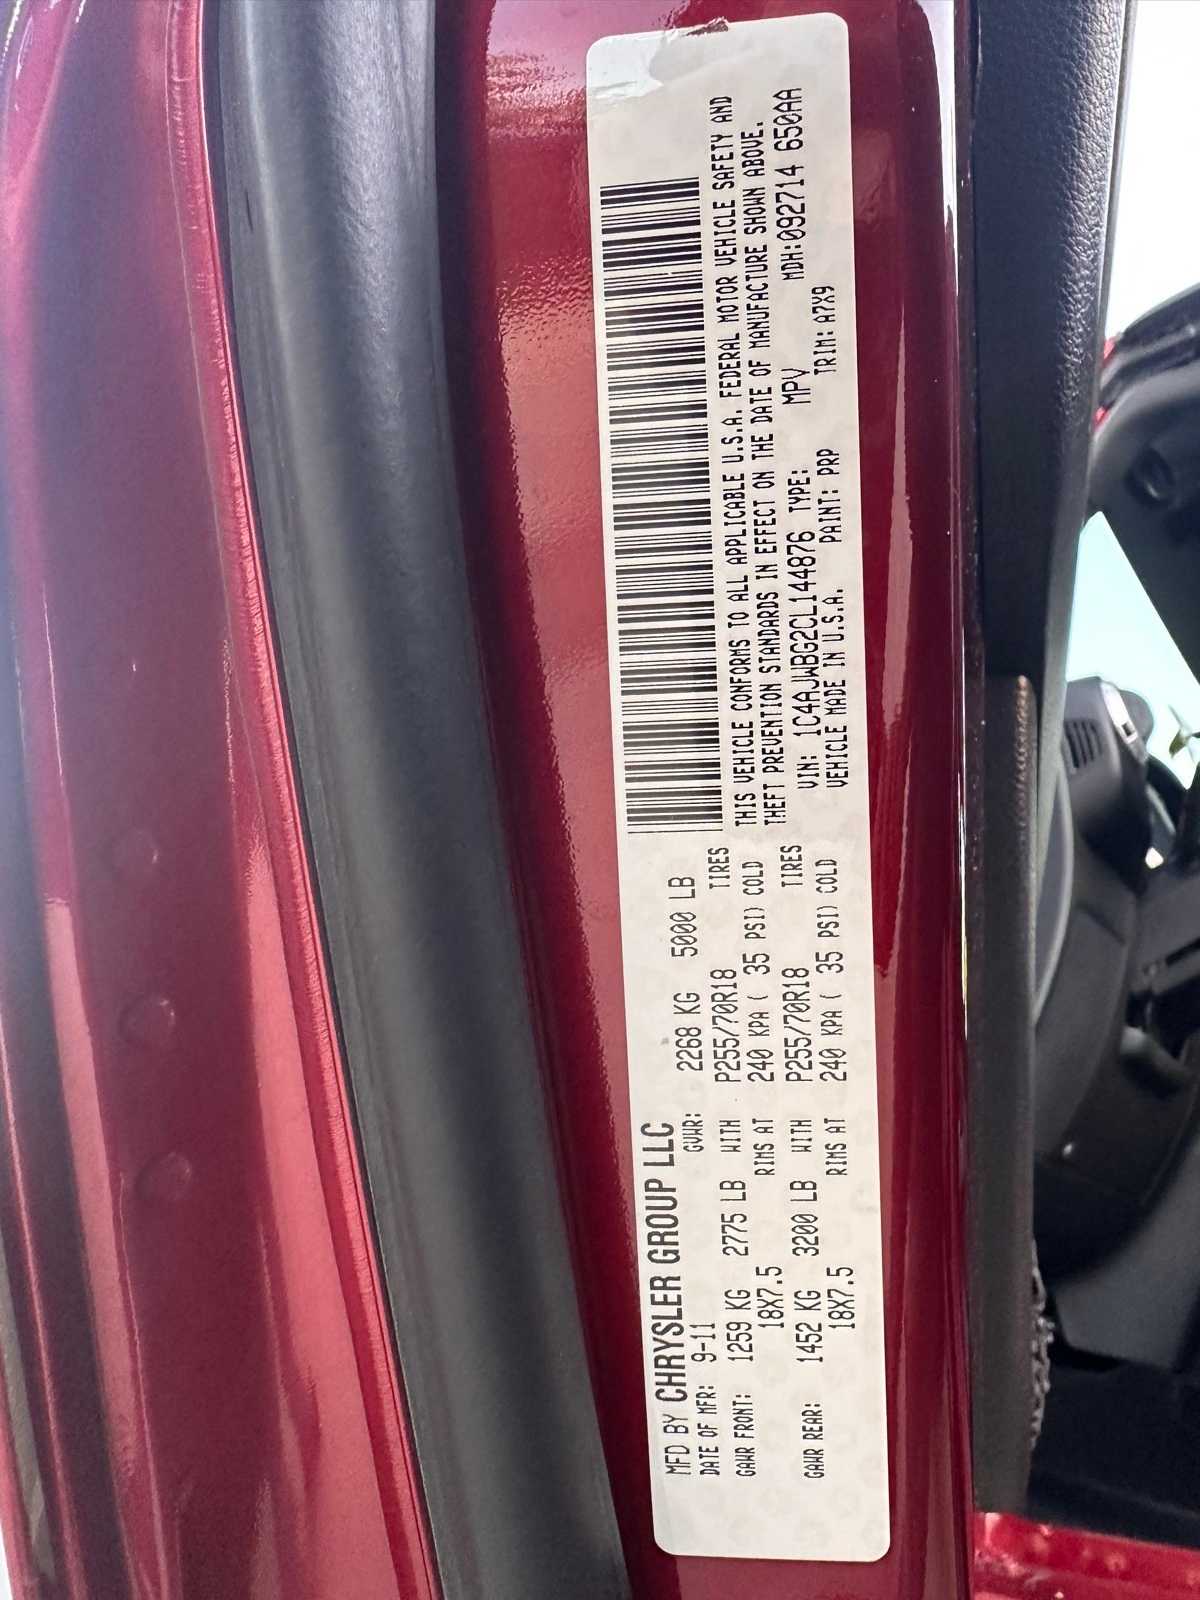 MFD BY CHRYSLER GROUP LLC
DATE OF MFR: 9-11 GVWR: 2268 KG 5000 LB
GAWR FRONT: 1259 KG 2775 LB WITH P255/70R18 TIRES
18X7.5 RIMS AT 240 KPA ( 35 PSI) COLD
GAWR REAR: 1452 KG 3200 LB WITH P255/70R18 TIRES
18X7.5 RIMS AT 240 KPA ( 35 PSI) COLD
THIS VEHICLE CONFORMS TO ALL APPLICABLE U.S.A. FEDERAL MOTOR VEHICLE SAFETY AND
THEFT PREVENTION STANDARDS IN EFFECT ON THE DATE OF MANUFACTURE SHOWN ABOVE.
VIN: 1C4AJWBG2CL144876 TYPE: MPV MDH:092714 650AA
VEHICLE MADE IN U.S.A. PAINT: PRP TRIM: A7X9